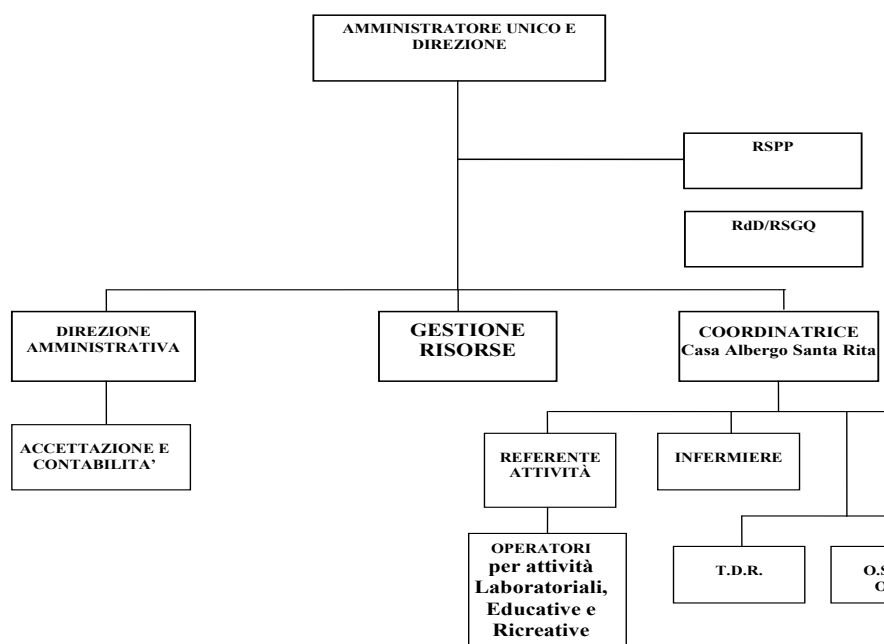 AMMINISTRATORE UNICO E
DIREZIONE
RSPP
RdD/RSGQ
DIREZIONE
AMMINISTRATIVA
GESTIONE
RISORSE
COORDINATRICE
Casa Albergo Santa Rita
ACCETTAZIONE E
CONTABILITA’
REFERENTE
ATTIVITÀ
INFERMIERE
OPERATORI
per attività
Laboratoriali,
Educative e
Ricreative
T.D.R.